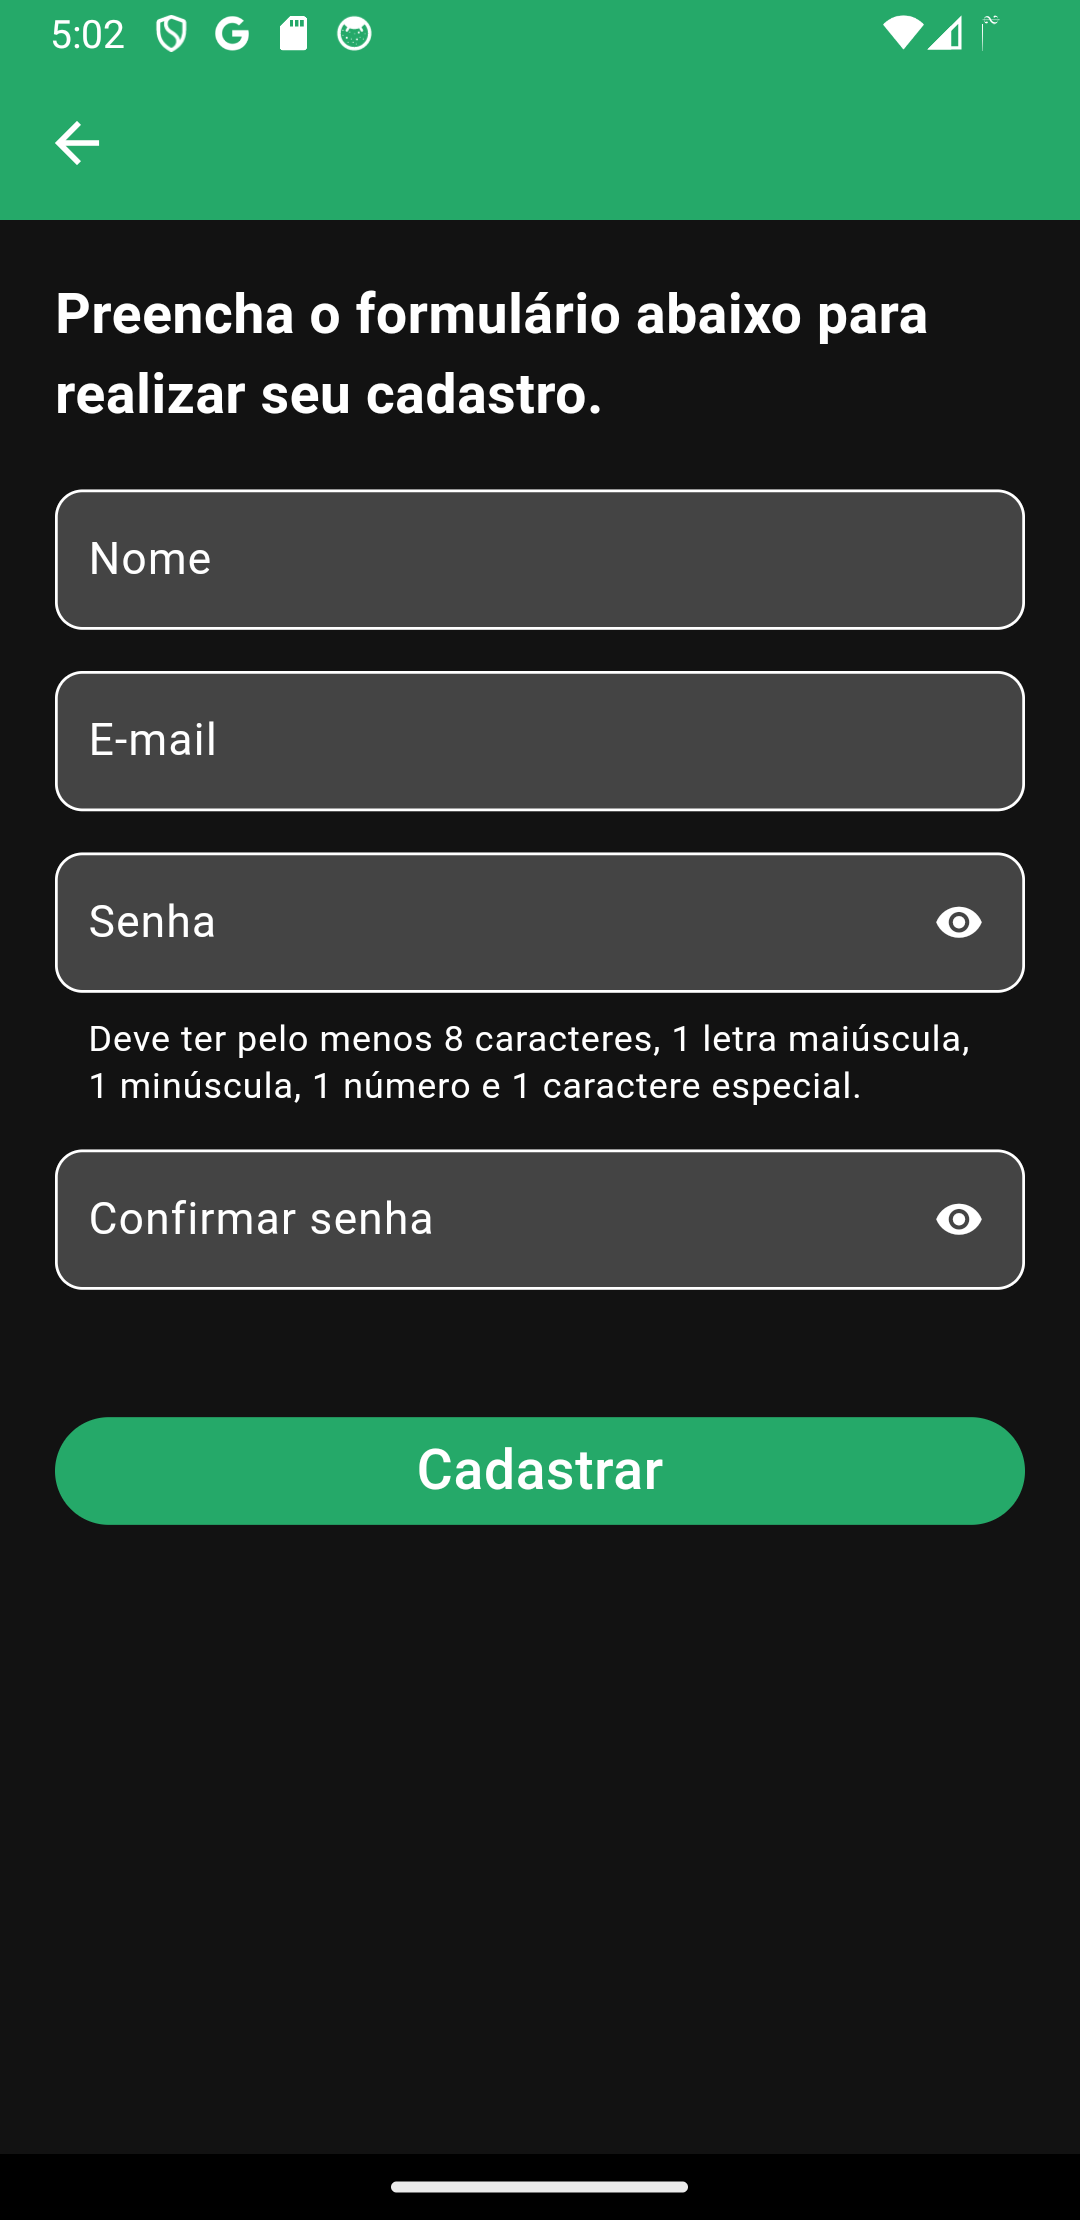 5:02
Preencha o formulário abaixo para
realizar seu cadastro.
Nome
E-mail
Senha
Deve ter pelo menos 8 caracteres, 1 letra maiúscula,
1 minúscula, 1 número e 1 caractere especial.
Confirmar senha
Cadastrar